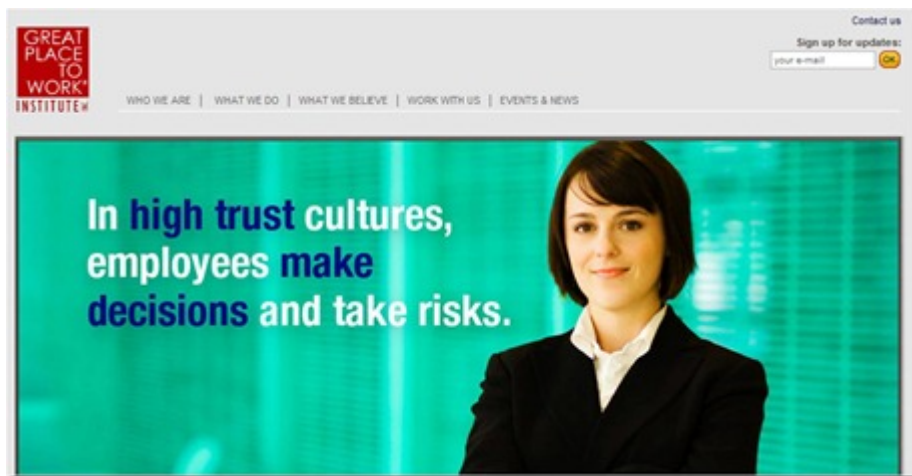 Contact us
GREAT
PLACE
TO
WORK®
INSTITUTE
Sign up for updates:
your e-mail OK
WHO WE ARE | WHAT WE DO | WHAT WE BELIEVE | WORK WITH US | EVENTS & NEWS
In high trust cultures,
employees make
decisions and take risks.